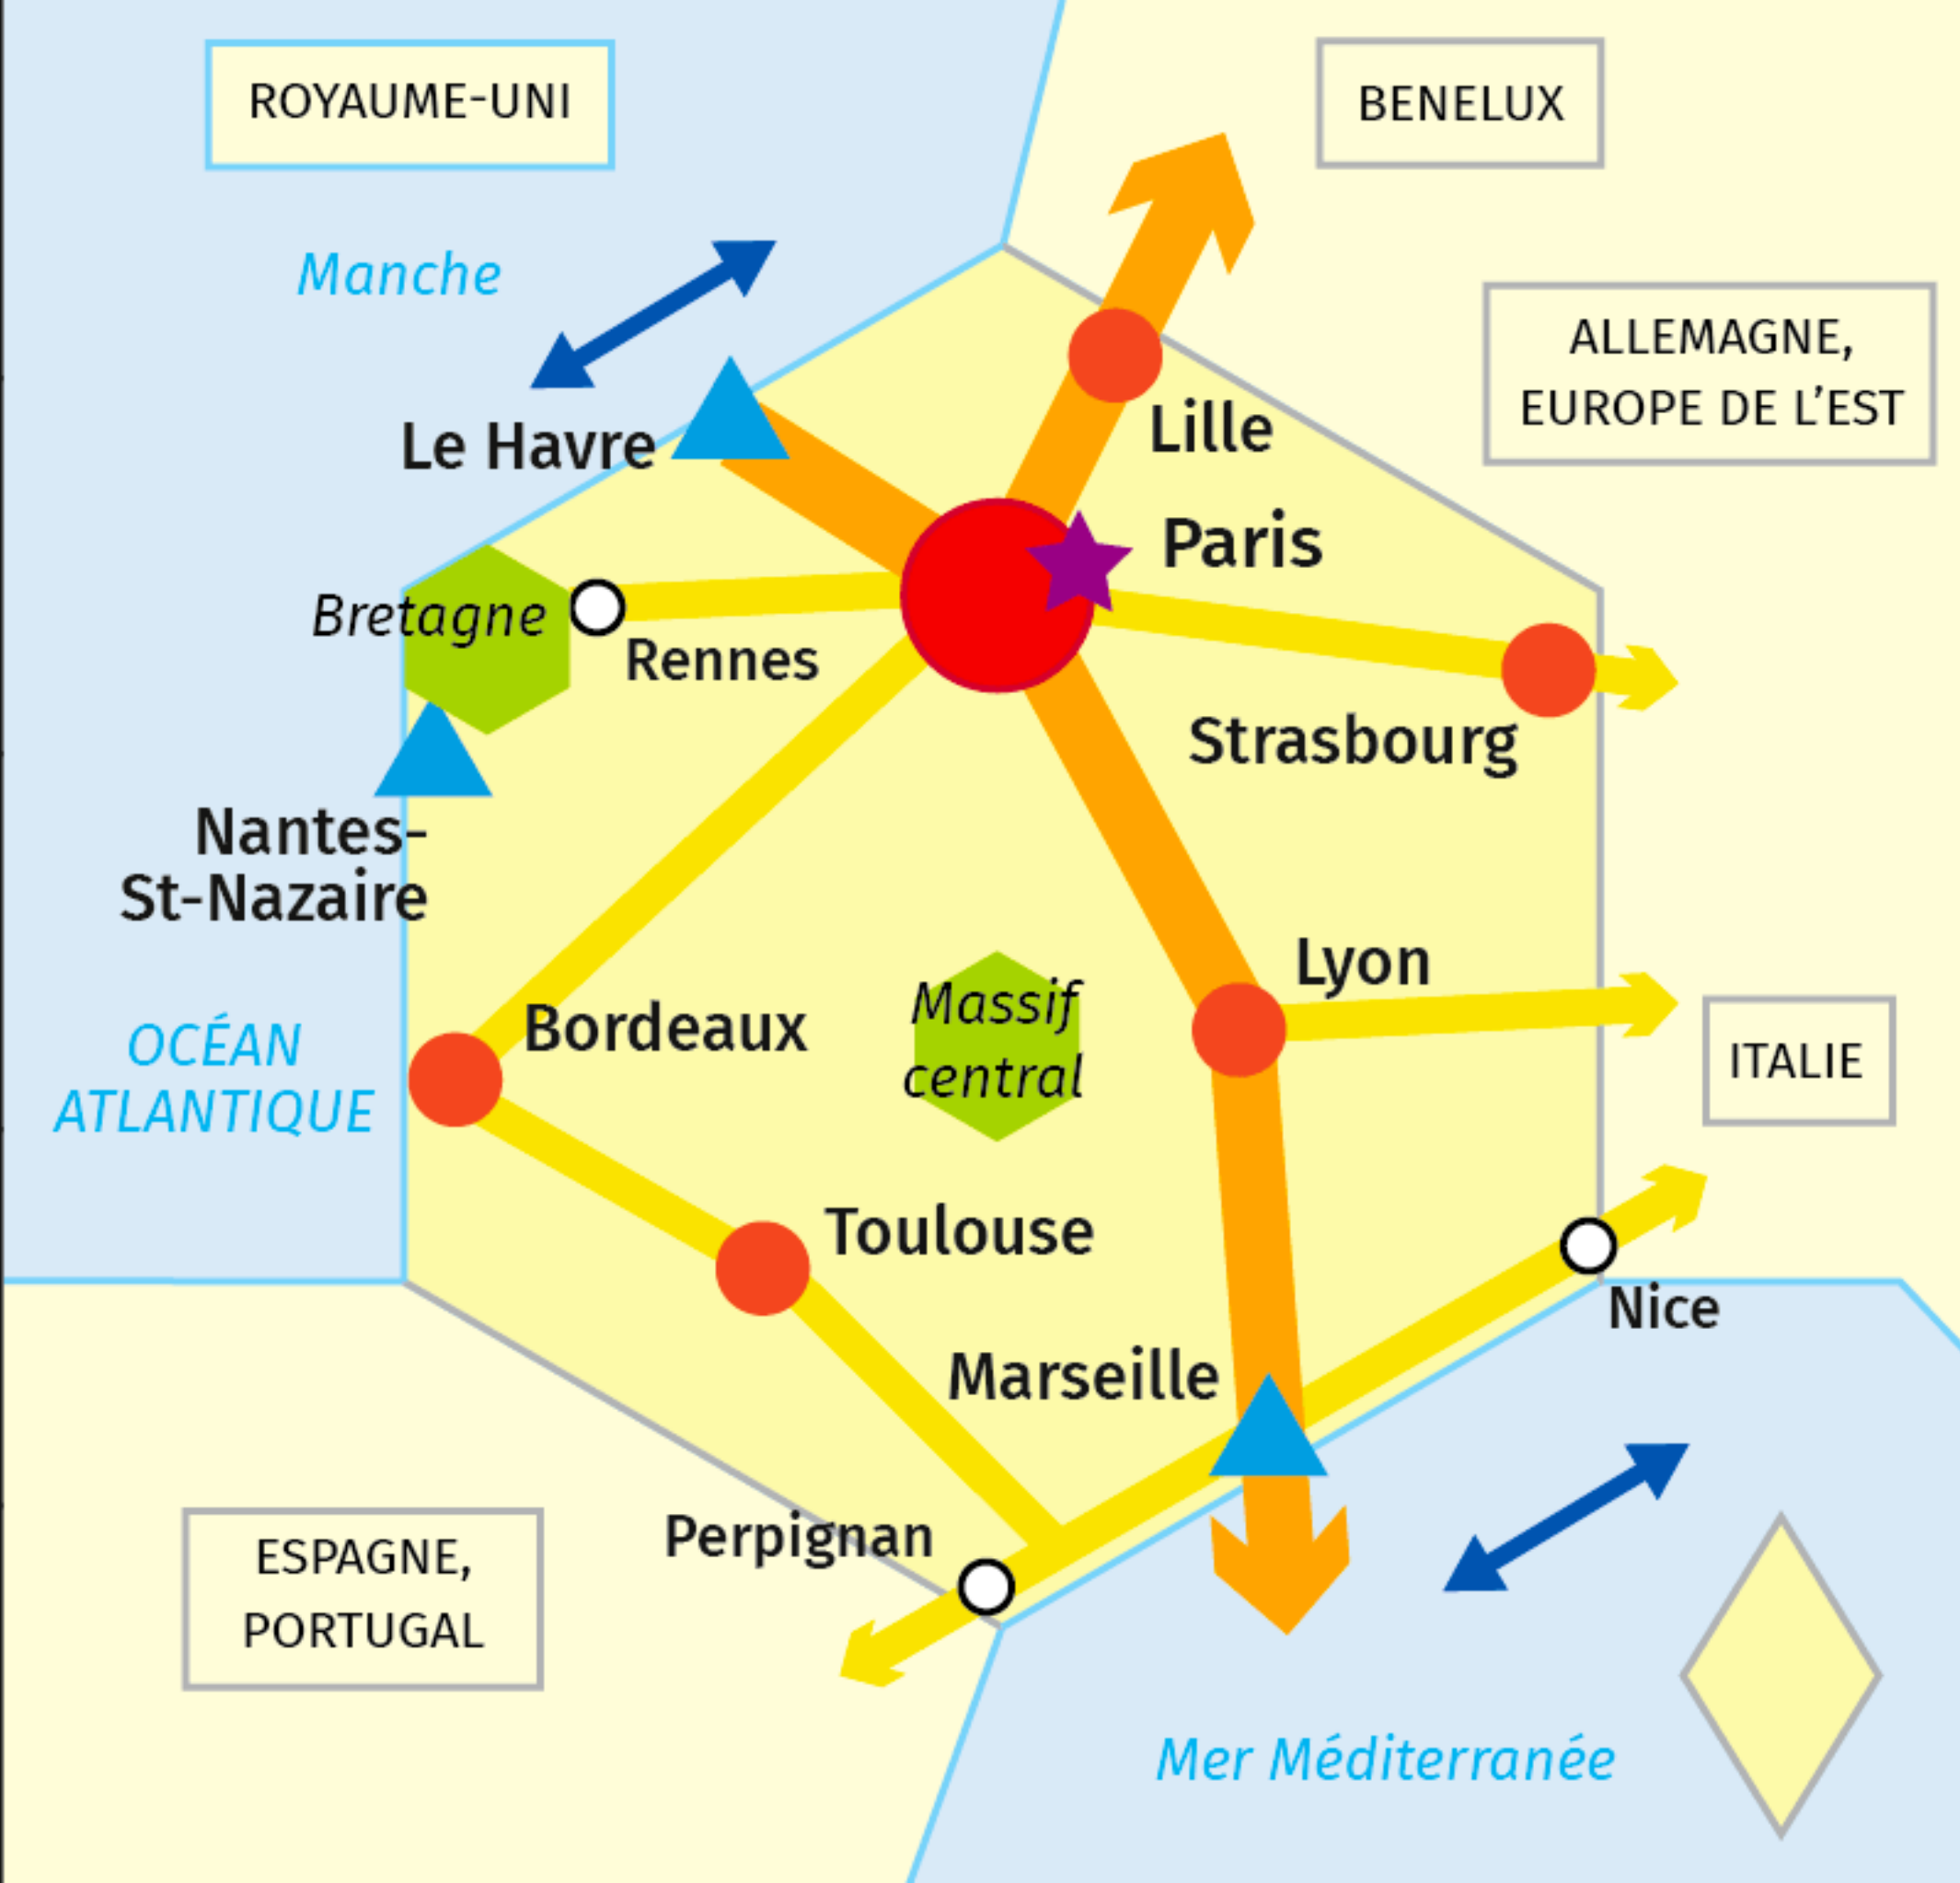 ROYAUME-UNI
BENELUX
Manche
ALLEMAGNE,
EUROPE DE L’EST
Le Havre
Lille
Paris
Bretagne
Rennes
Strasbourg
Nantes-
St-Nazaire
Lyon
Massif
central
Bordeaux
OCÉAN
ATLANTIQUE
ITALIE
Toulouse
Nice
Marseille
Perpignan
ESPAGNE,
PORTUGAL
Mer Méditerranée